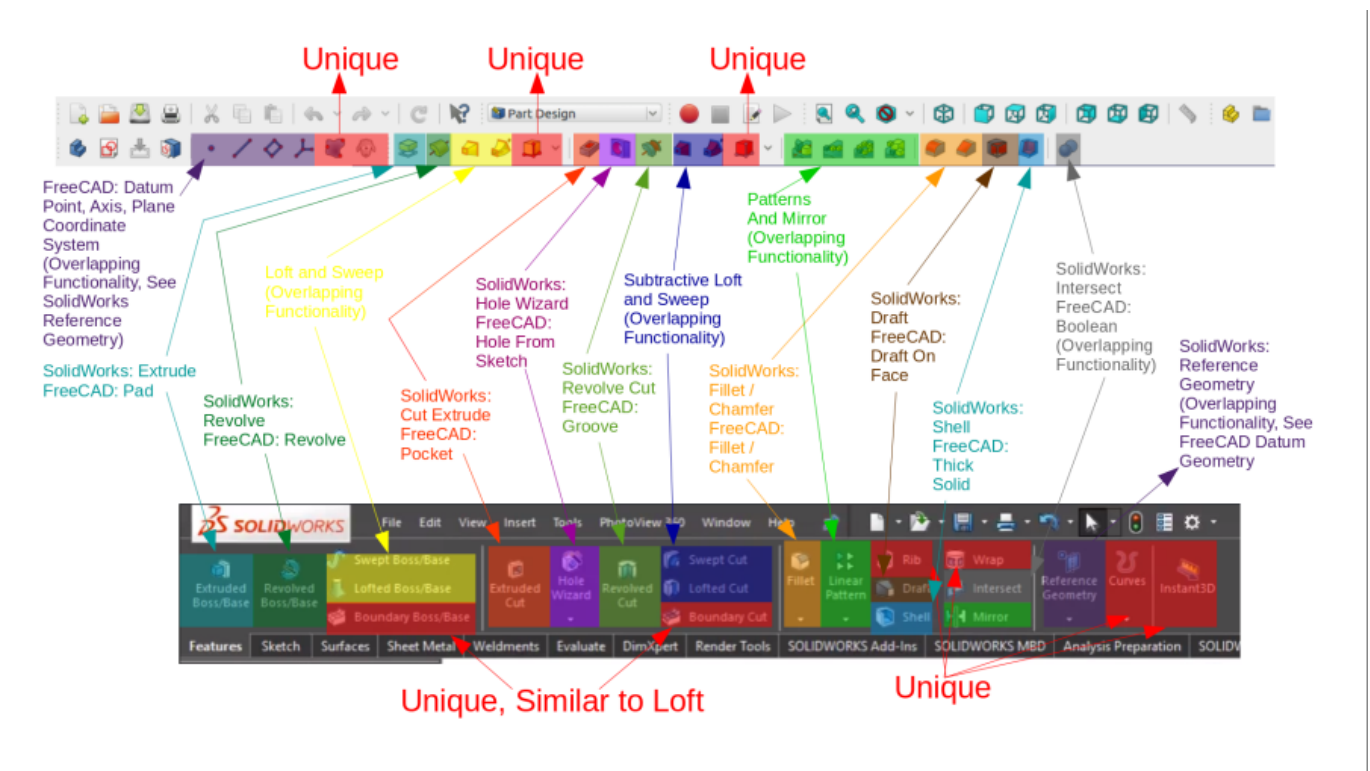 Unique
Unique
Unique
Part Design
FreeCAD: Datum
Point, Axis, Plane
Coordinate
System
(Overlapping
Functionality, See
SolidWorks
Reference
Geometry)
SolidWorks: Extrude
FreeCAD: Pad
SolidWorks:
Revolve
FreeCAD: Revolve
Loft and Sweep
(Overlapping
Functionality)
SolidWorks:
Cut Extrude
FreeCAD:
Pocket
SolidWorks:
Hole Wizard
FreeCAD:
Hole From
Sketch
SolidWorks:
Revolve Cut
FreeCAD:
Groove
Subtractive Loft
and Sweep
(Overlapping
Functionality)
SolidWorks:
Fillet /
Chamfer
FreeCAD:
Fillet /
Chamfer
Patterns
And Mirror
(Overlapping
Functionality)
SolidWorks:
Draft
FreeCAD:
Draft On
Face
SolidWorks:
Shell
FreeCAD:
Thick
Solid
SolidWorks:
Intersect
FreeCAD:
Boolean
(Overlapping
Functionality)
SolidWorks:
Reference
Geometry
(Overlapping
Functionality, See
FreeCAD Datum
Geometry
SOLIDWORKS File Edit View Insert Tools PhotoView 360 Window Help
Extruded
Boss/Base
Revolved
Boss/Base
Swept Boss/Base
Lofted Boss/Base
Boundary Boss/Base
Extruded
Cut
Hole
Wizard
Revolved
Cut
Swept Cut
Lofted Cut
Boundary Cut
Fillet
Linear
Pattern
Rib
Draft
Shell
Wrap
Intersect
Mirror
Reference
Geometry
Curves
Instant3D
Features Sketch Surfaces Sheet Metal Weldments Evaluate DimXpert Render Tools SOLIDWORKS Add-Ins SOLIDWORKS MBD Analysis Preparation
Unique, Similar to Loft
Unique